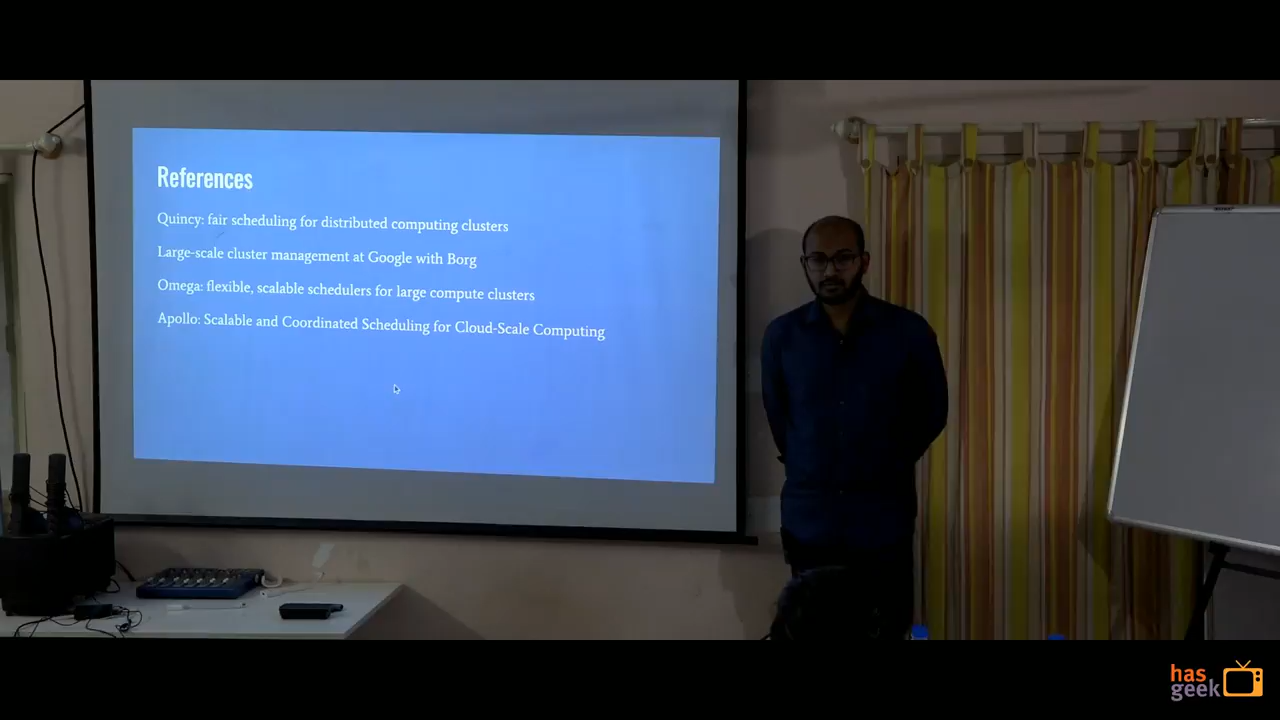 References
Quincy: fair scheduling for distributed computing clusters
Large-scale cluster management at Google with Borg
Omega: flexible, scalable schedulers for large compute clusters
Apollo: Scalable and Coordinated Scheduling for Cloud-Scale Computing
has
geek